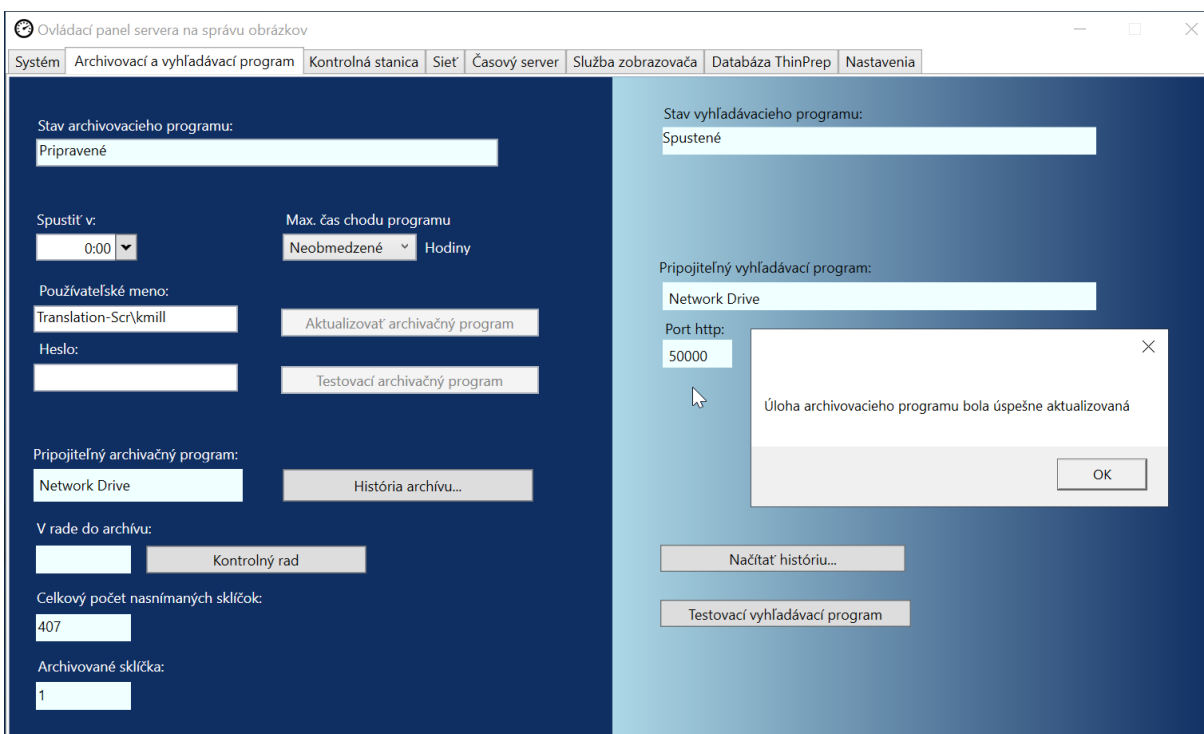 Ovládací panel servera na správu obrázkov
Systém Archivovací a vyhľadávací program Kontrolná stanica Sieť Časový server Služba zobrazovača Databáza ThinPrep Nastavenia
Stav archivovacieho programu:
Pripravené
Spustiť v:
0:00
Max. čas chodu programu
Neobmedzené Hodiny
Používateľské meno:
Translation-Scr\kmill
Aktualizovať archivačný program
Heslo:
Testovací archivačný program
Pripojiteľný archivačný program:
Network Drive
História archívu...
V rade do archívu:
Kontrolný rad
Celkový počet nasnímaných sklíčok:
407
Archivované sklíčka:
1
Stav vyhľadávacieho programu:
Spustené
Pripojiteľný vyhľadávací program:
Network Drive
Port http:
50000
Úloha archivovacieho programu bola úspešne aktualizovaná
OK
Načítať históriu...
Testovací vyhľadávací program